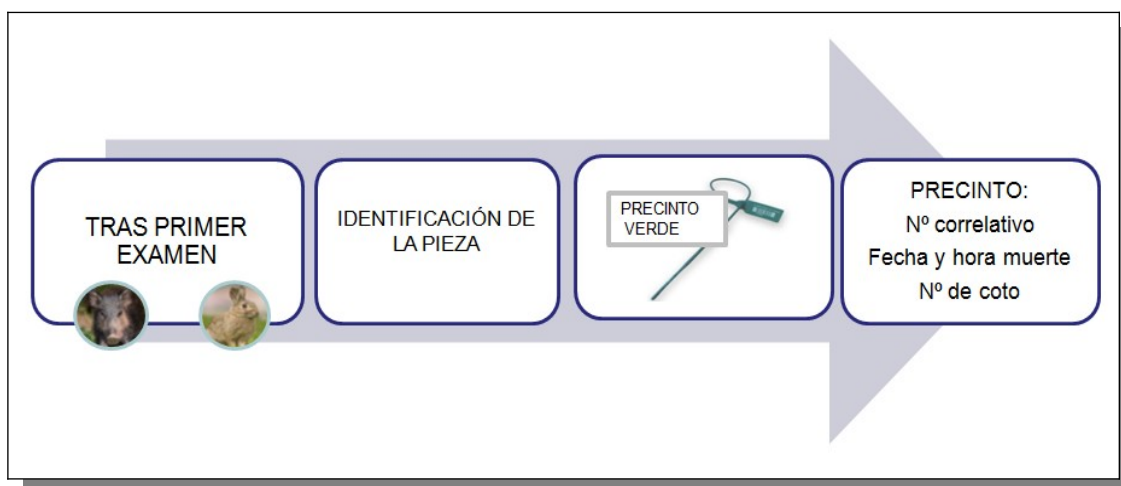 TRAS PRIMER
EXAMEN
IDENTIFICACIÓN DE
LA PIEZA
PRECINTO
VERDE
PRECINTO:
Nº correlativo
Fecha y hora muerte
Nº de coto